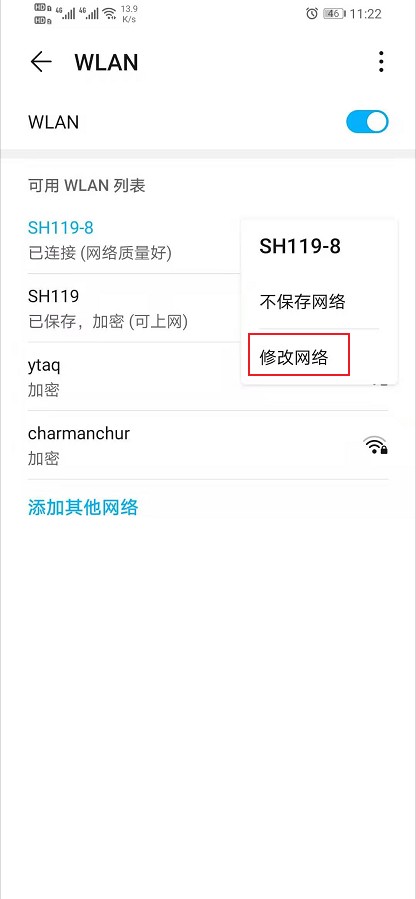 HD 4G 4G 13.9 K/s 46 11:22
WLAN
WLAN
可用 WLAN 列表
SH119-8
已连接 (网络质量好)
SH119-8
不保存网络
修改网络
SH119
已保存，加密 (可上网)
ytaq
加密
charmanchur
加密
添加其他网络